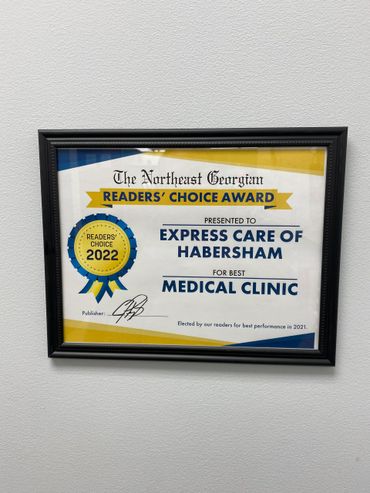 The Northeast Georgian
READERS' CHOICE AWARD
PRESENTED TO
EXPRESS CARE OF
HABERSHAM
FOR BEST
MEDICAL CLINIC
READERS'
CHOICE
2022
Publisher:
Elected by our readers for best performance in 2021.